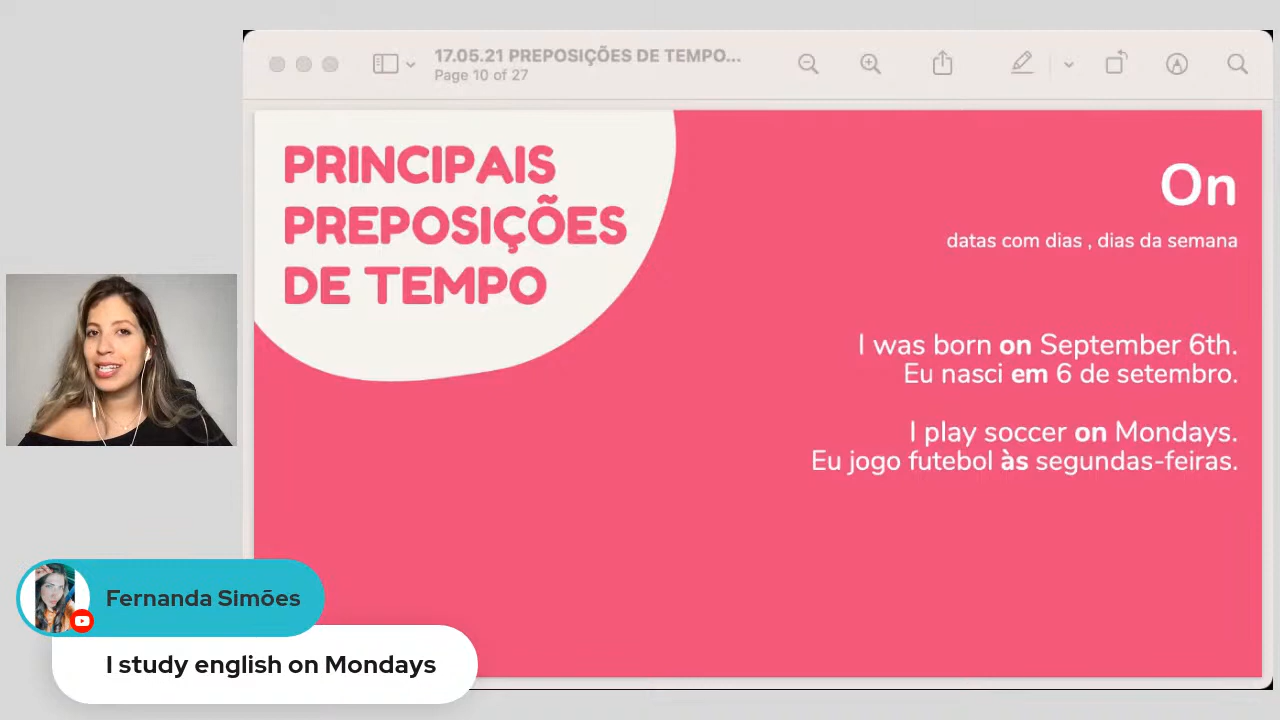 17.05.21 PREPOSIÇÕES DE TEMPO...
Page 10 of 27
PRINCIPAIS
PREPOSIÇÕES
DE TEMPO
On
datas com dias , dias da semana
I was born on September 6th.
Eu nasci em 6 de setembro.
I play soccer on Mondays.
Eu jogo futebol às segundas-feiras.
Fernanda Simões
I study english on Mondays